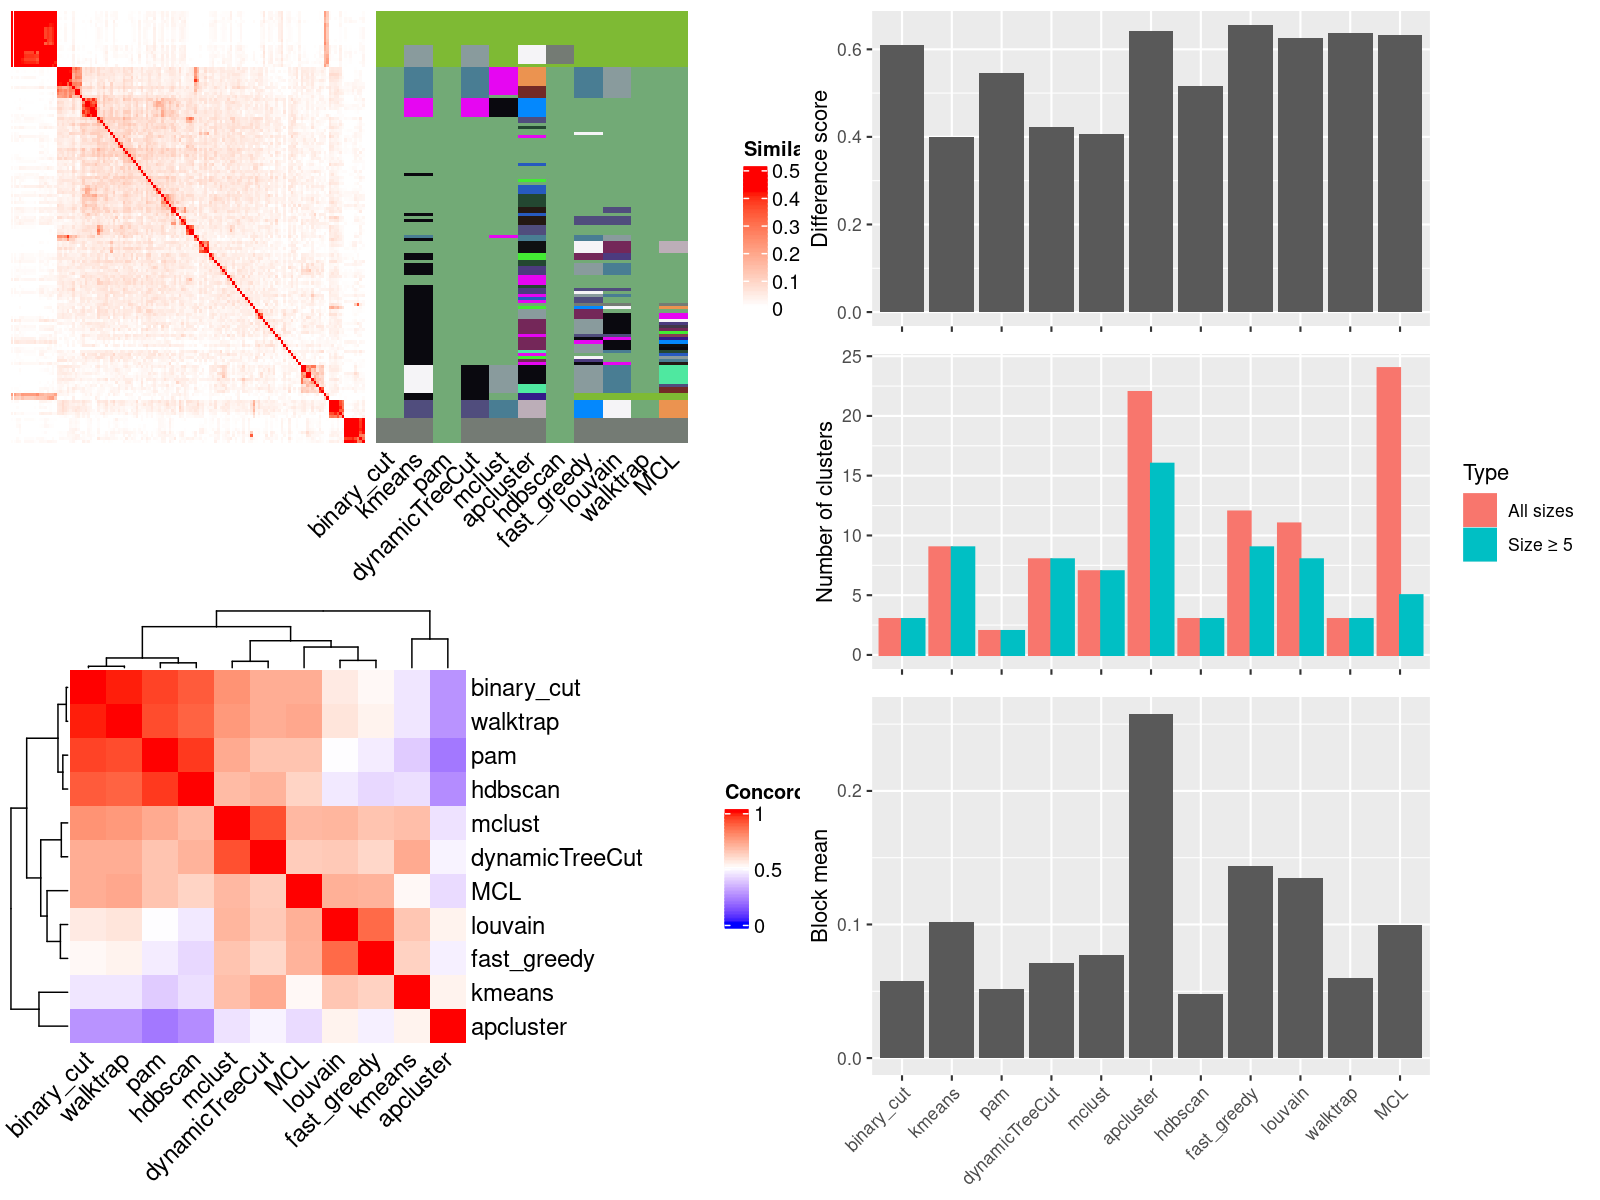 Simila
0.5
0.4
0.3
0.2
0.1
0
binary_cut
kmeans
pam
dynamicTreeCut
mclust
apcluster
hdbscan
fast_greedy
louvain
walktrap
MCL
Difference score
0.6
0.4
0.2
0.0
Number of clusters
25
20
15
10
5
0
Type
All sizes
Size ≥ 5
binary_cut
walktrap
pam
hdbscan
mclust
dynamicTreeCut
MCL
louvain
fast_greedy
kmeans
apcluster
binary_cut
walktrap
pam
hdbscan
mclust
dynamicTreeCut
MCL
louvain
fast_greedy
kmeans
apcluster
Concord
1
0.5
0
Block mean
0.2
0.1
0.0
binary_cut
kmeans
pam
dynamicTreeCut
mclust
apcluster
hdbscan
fast_greedy
louvain
walktrap
MCL